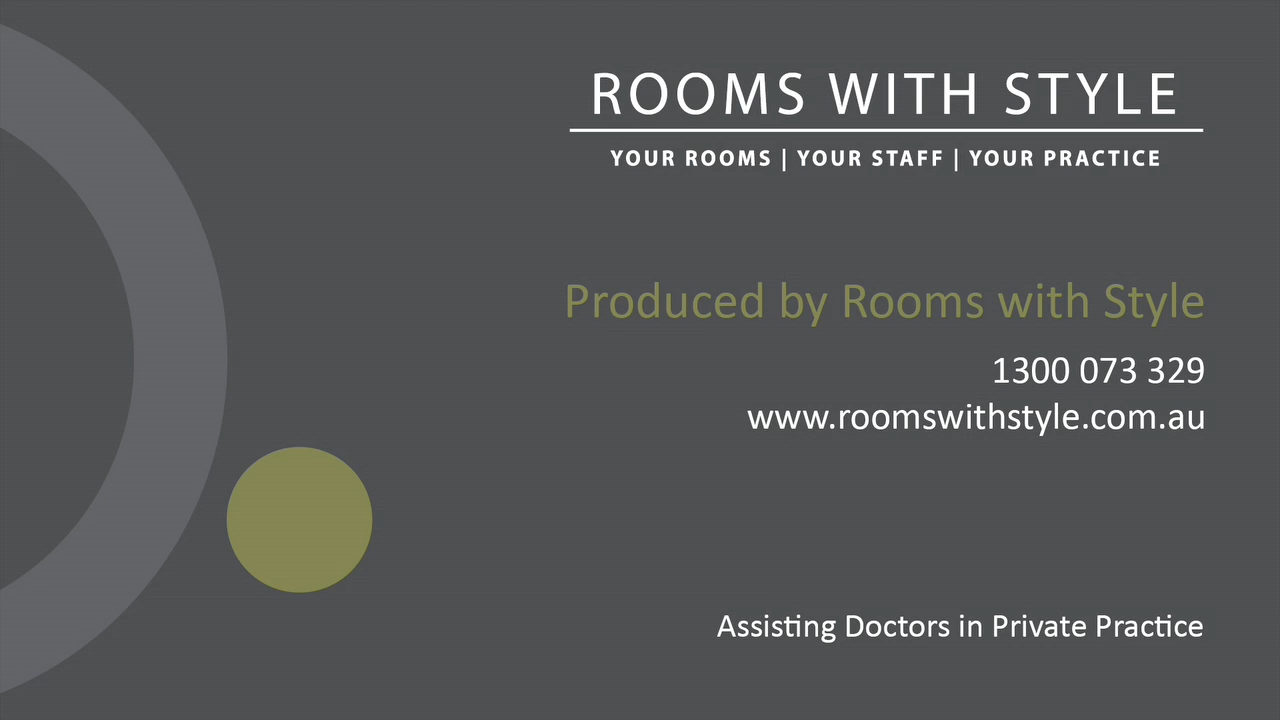 ROOMS WITH STYLE
YOUR ROOMS | YOUR STAFF | YOUR PRACTICE
Produced by Rooms with Style
1300 073 329
www.roomswithstyle.com.au
Assisting Doctors in Private Practice